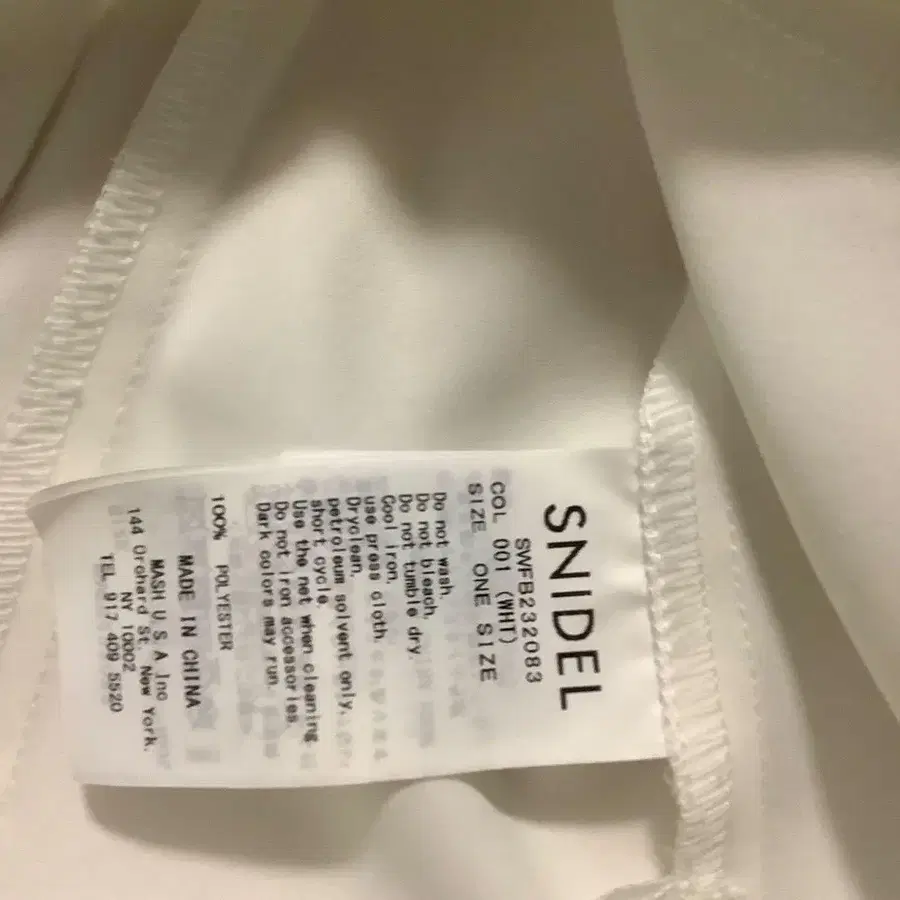 SNIDEL
SWFB232083
COL 001 (WHT)
SIZE ONE SIZE
Do not wash.
Do not bleach.
Do not tumble dry.
Cool iron.
use press cloth.
Dryclean.
petroleum solvent only.
short cycle.
Use the net when cleaning.
Do not iron accessories.
Dark colors may run.
100% POLYESTER
MADE IN CHINA
MASH U S A,Inc
144 Orchard St. New York.
NY 10002
TEL 917 409 5520